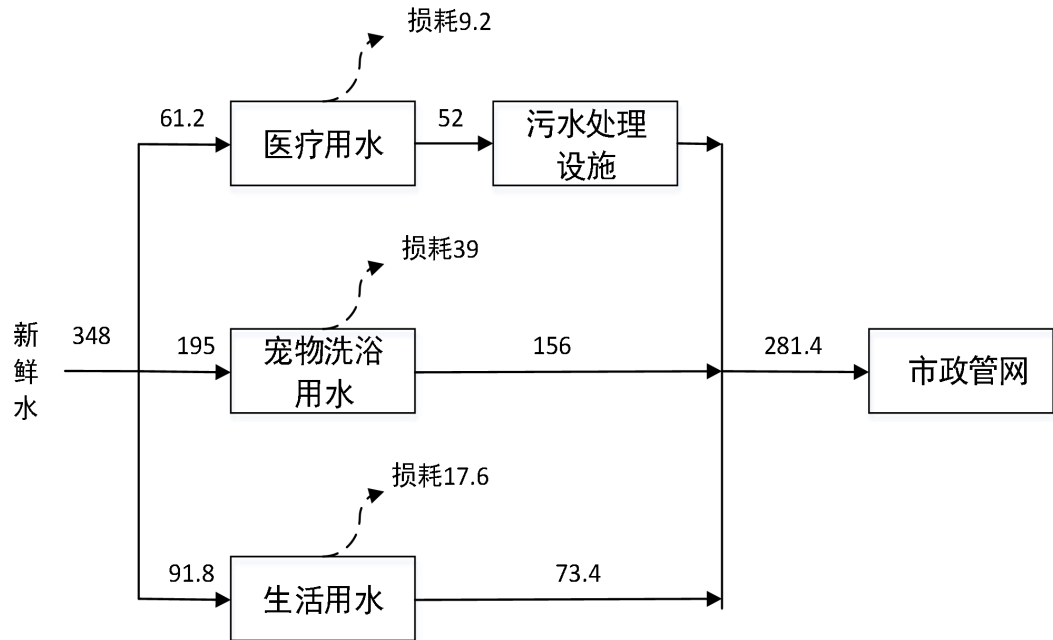 损耗9.2
61.2
医疗用水
52
污水处理
设施
损耗39
新
鲜
水
348
195
宠物洗浴
用水
156
281.4
市政管网
损耗17.6
91.8
生活用水
73.4